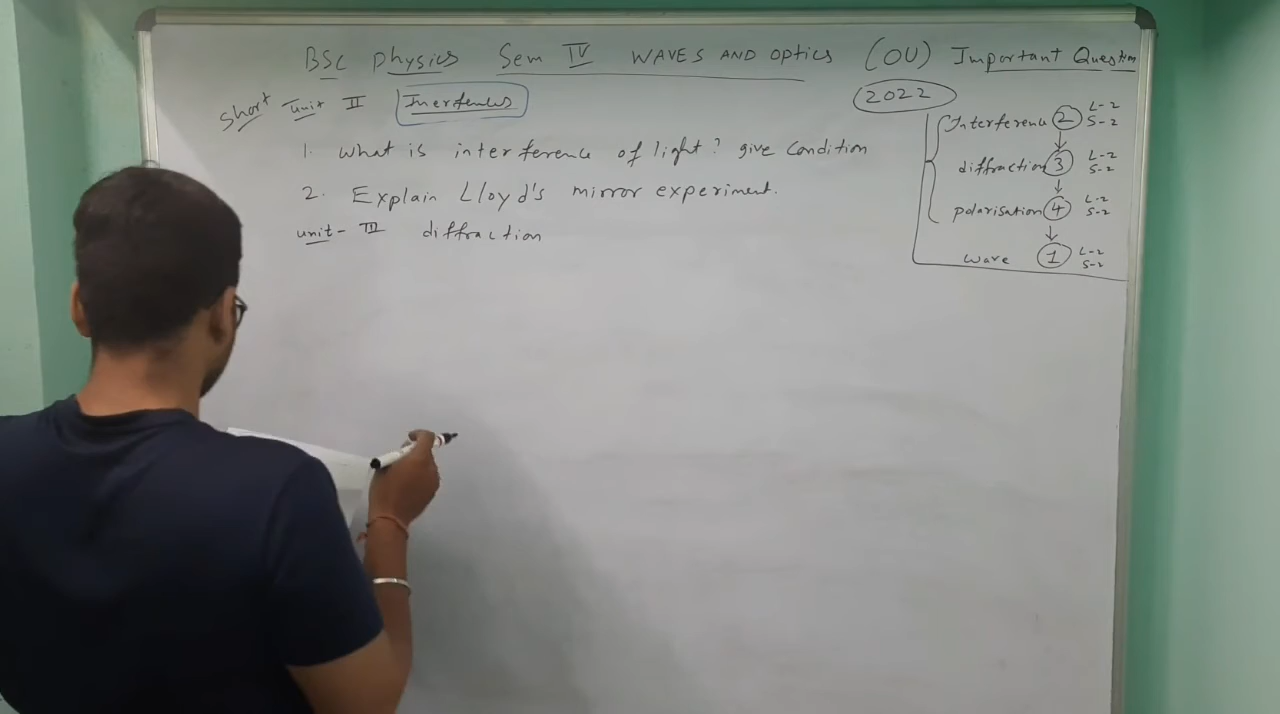 BSC Physics Sem IV WAVES AND Optics (OU) Important Question
2022
Short unit II Inerfences
1. What is interference of light? give Condition
2. Explain Lloyd's mirror experiment.
unit- III diffraction
Interference 2 L-2 S-2
diffraction 3 L-2 S-2
polarisation 4 L-2 S-2
wave 1 L-2 S-2